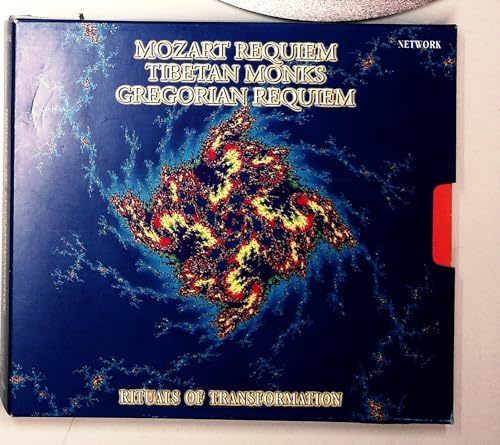 MOZART REQUIEM
TIBETAN MONKS
GREGORIAN REQUIEM
NETWORK
RITUALS OF TRANSFORMATION